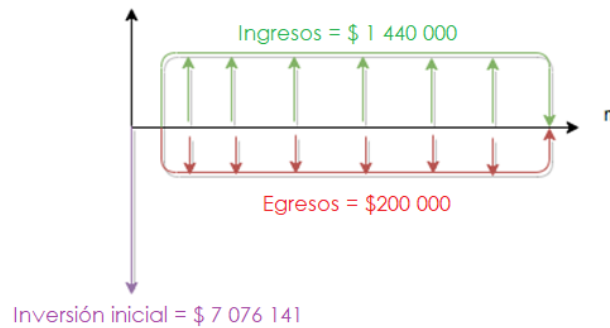 Ingresos = $ 1 440 000
n
Egresos = $200 000
Inversión inicial = $ 7 076 141